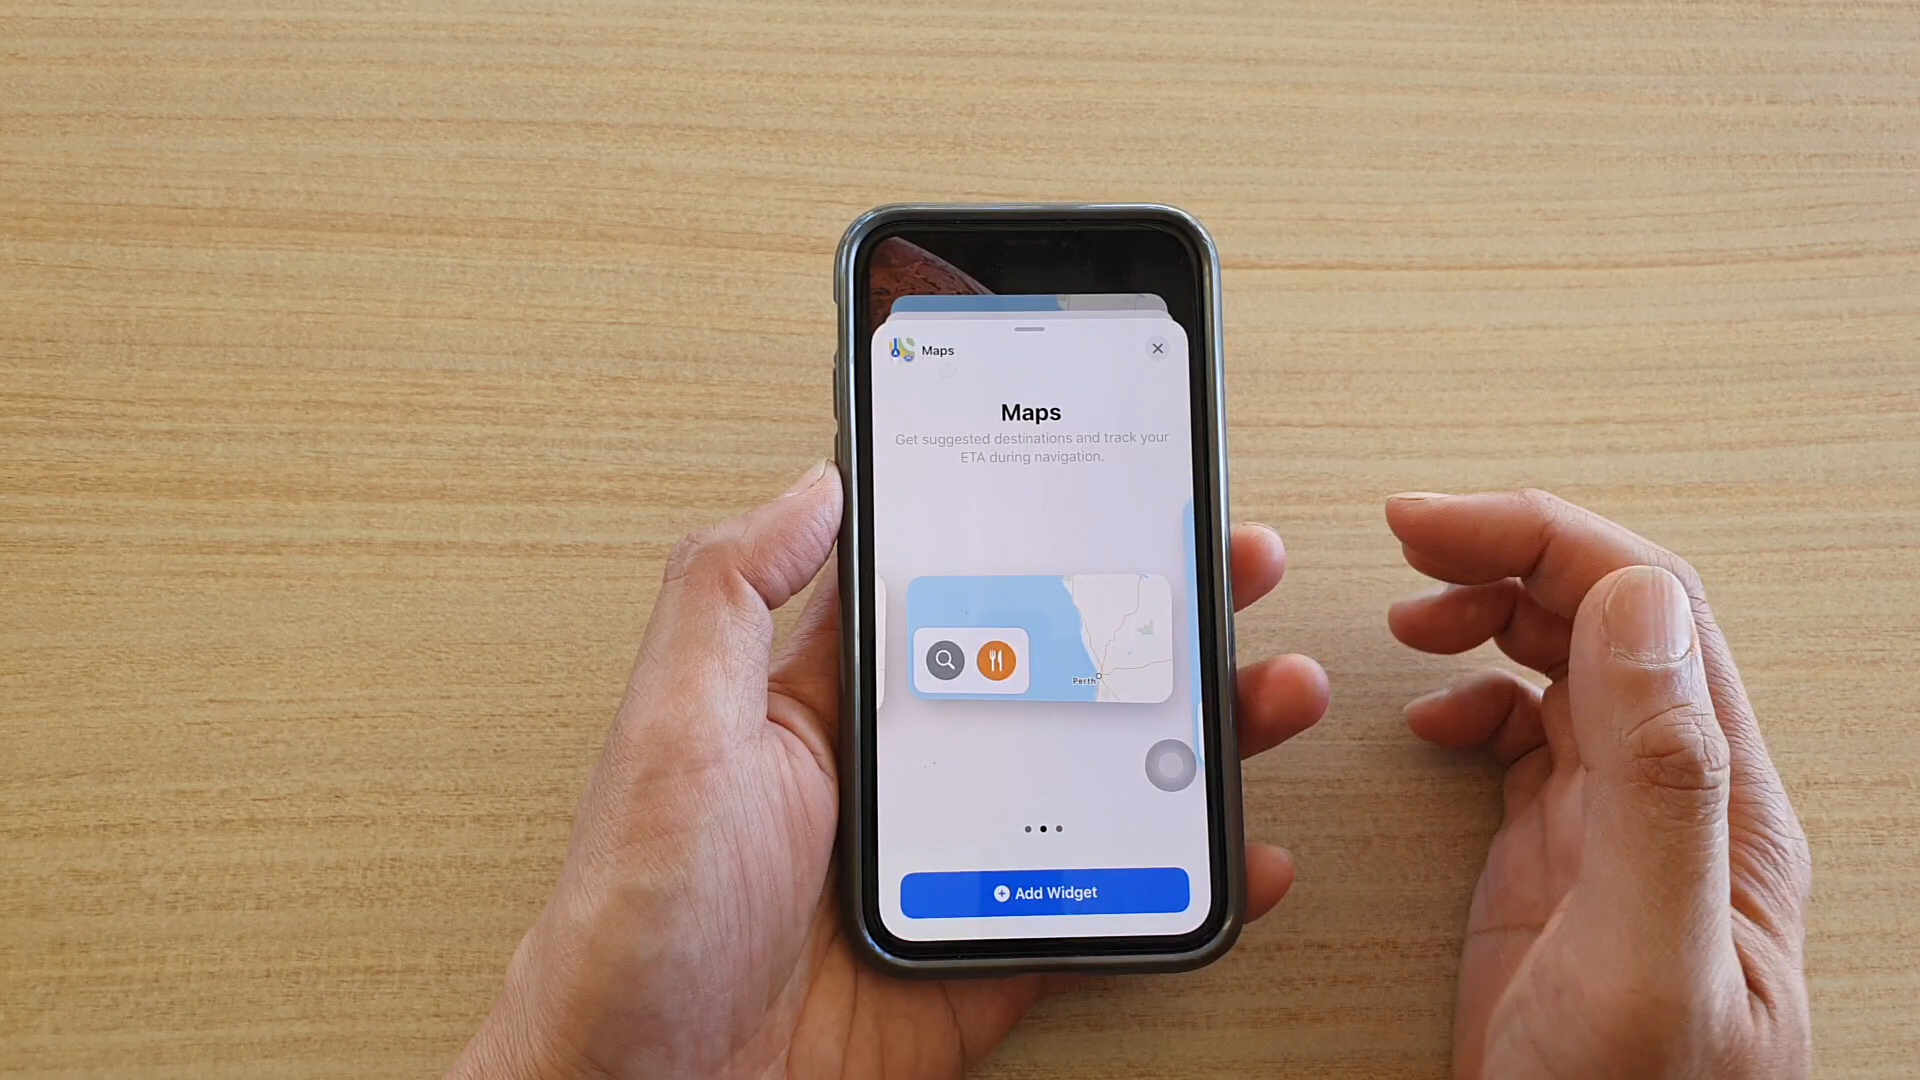 Maps
Maps
Get suggested destinations and track your
ETA during navigation.
Perth
Add Widget